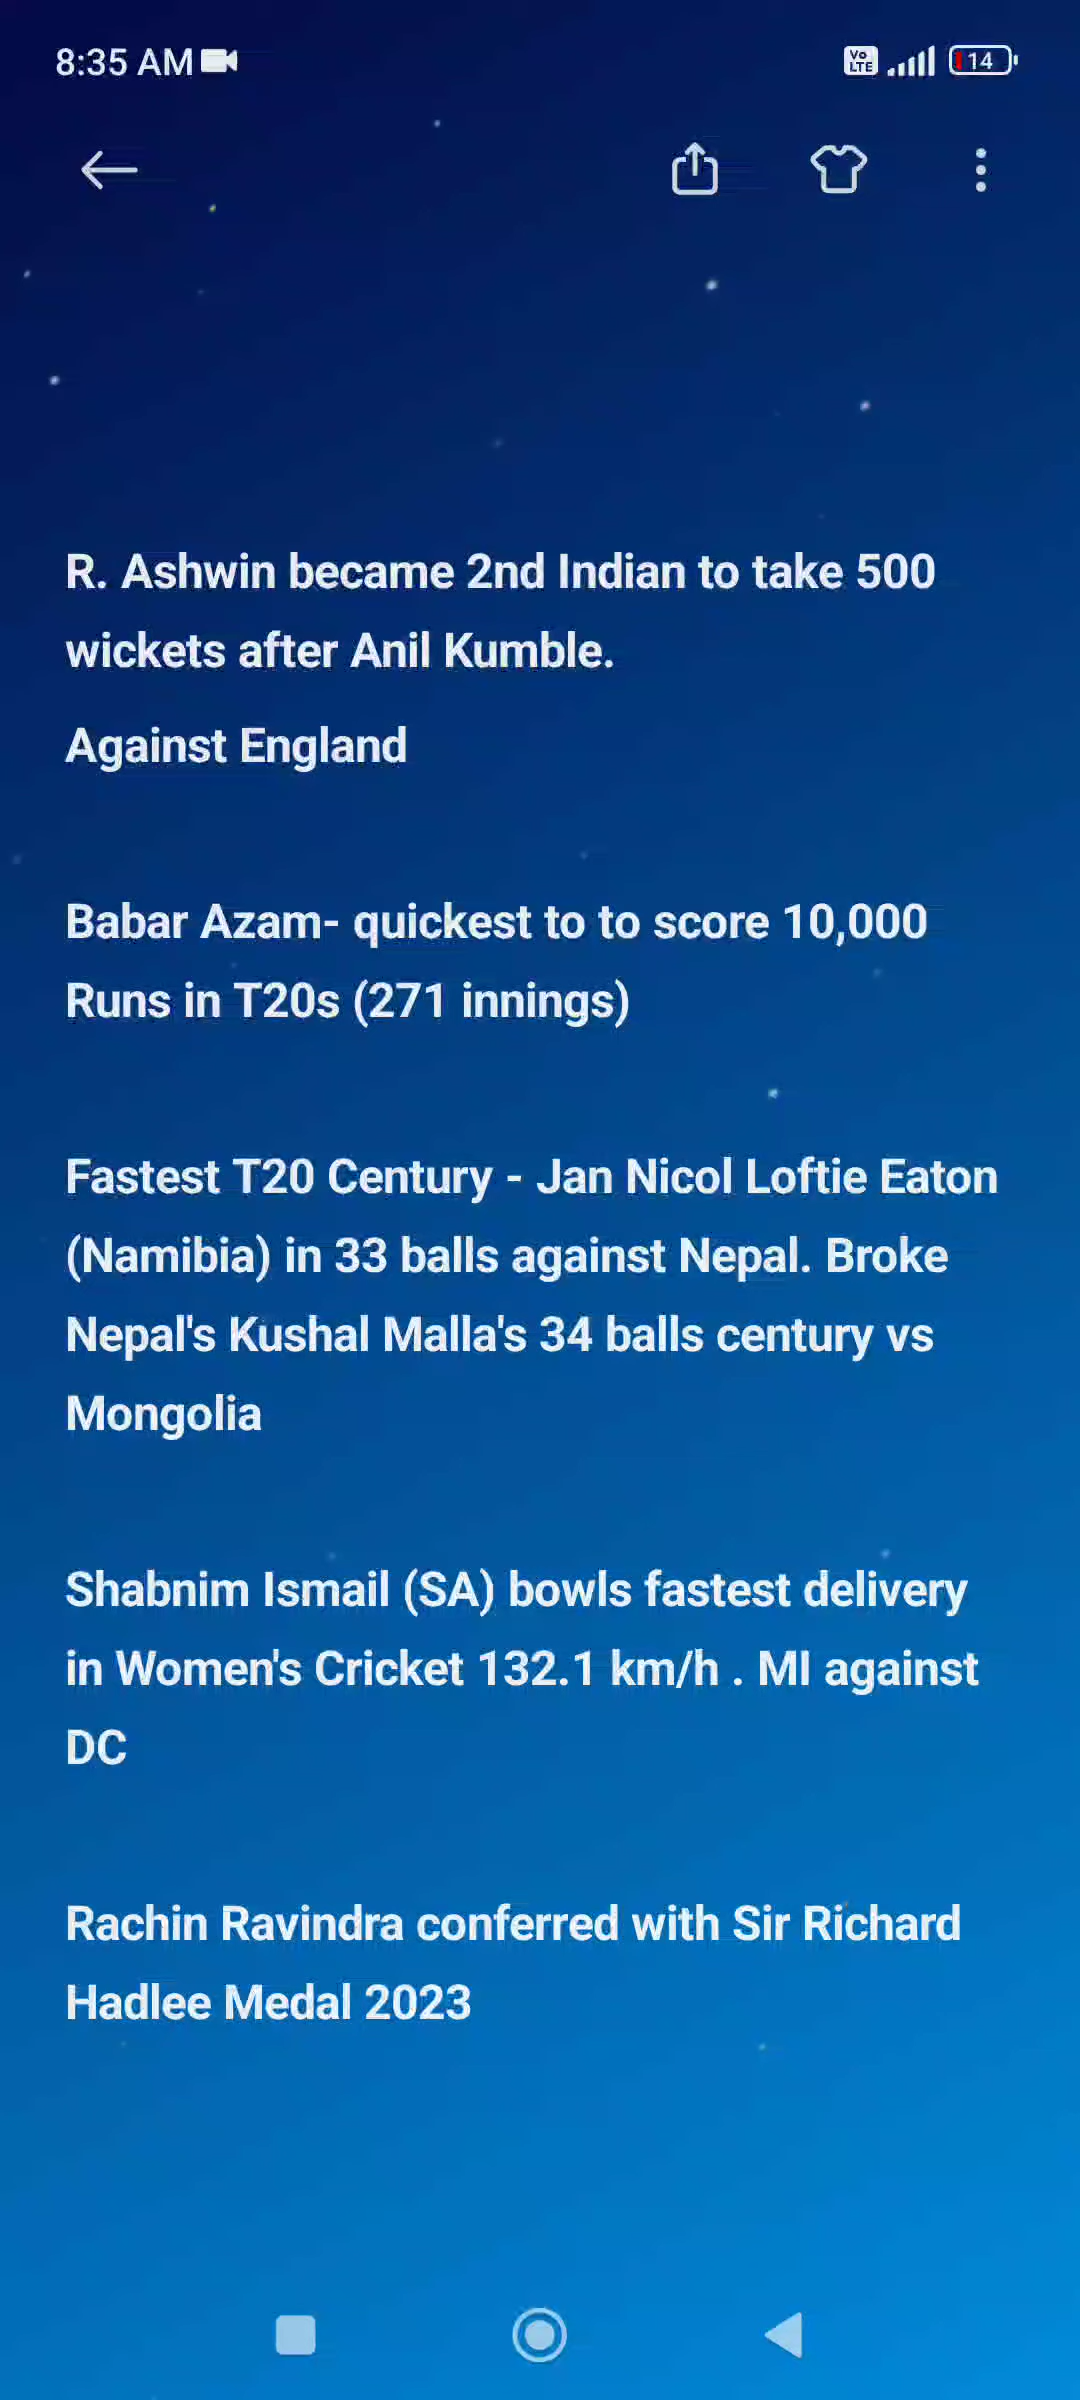 8:35 AM
Vo LTE
14
R. Ashwin became 2nd Indian to take 500
wickets after Anil Kumble.
Against England
Babar Azam- quickest to to score 10,000
Runs in T20s (271 innings)
Fastest T20 Century - Jan Nicol Loftie Eaton
(Namibia) in 33 balls against Nepal. Broke
Nepal's Kushal Malla's 34 balls century vs
Mongolia
Shabnim Ismail (SA) bowls fastest delivery
in Women's Cricket 132.1 km/h . MI against
DC
Rachin Ravindra conferred with Sir Richard
Hadlee Medal 2023